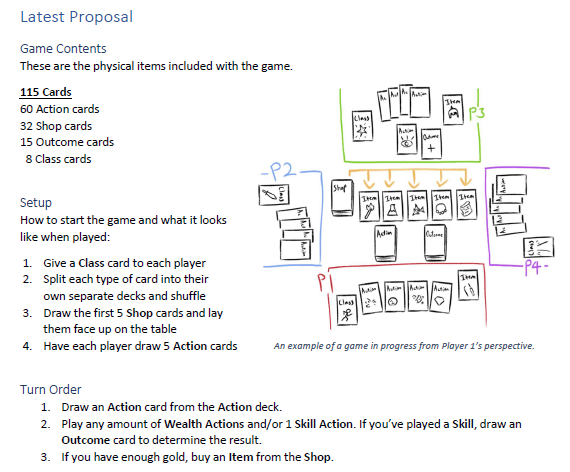 Latest Proposal
Game Contents
These are the physical items included with the game.
115 Cards
60 Action cards
32 Shop cards
15 Outcome cards
8 Class cards
Setup
How to start the game and what it looks
like when played:
1. Give a Class card to each player
2. Split each type of card into their
own separate decks and shuffle
3. Draw the first 5 Shop cards and lay
them face up on the table
4. Have each player draw 5 Action cards
Action
Item
Class
P3
Action
Outcome
P2
Class
Shop
Item
Item
Item
Item
Item
Action
Outcome
Class
P4
P1
Item
Action
Action
Action
Action
Class
An example of a game in progress from Player 1's perspective.
Turn Order
1. Draw an Action card from the Action deck.
2. Play any amount of Wealth Actions and/or 1 Skill Action. If you've played a Skill, draw an
Outcome card to determine the result.
3. If you have enough gold, buy an Item from the Shop.